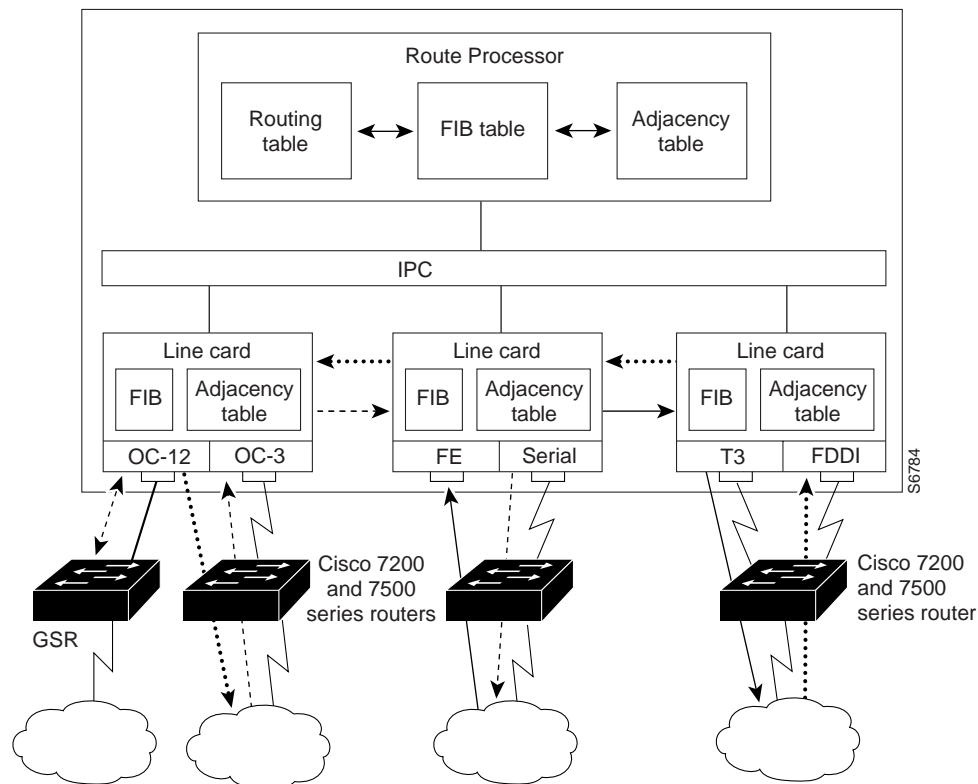 Route Processor
Routing
table
FIB table
Adjacency
table
IPC
Line card
FIB
Adjacency
table
OC-12
OC-3
Line card
FIB
Adjacency
table
FE
Serial
Line card
FIB
Adjacency
table
T3
FDDI
S6784
GSR
Cisco 7200
and 7500
series routers
Cisco 7200
and 7500
series router